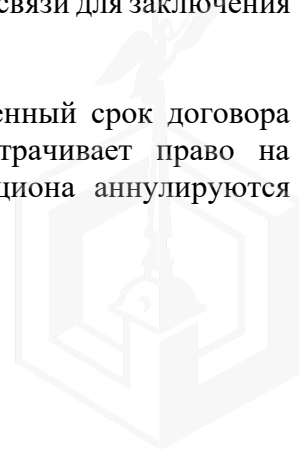 связи для заключения
енный срок договора
трачивает право на
циона аннулируются